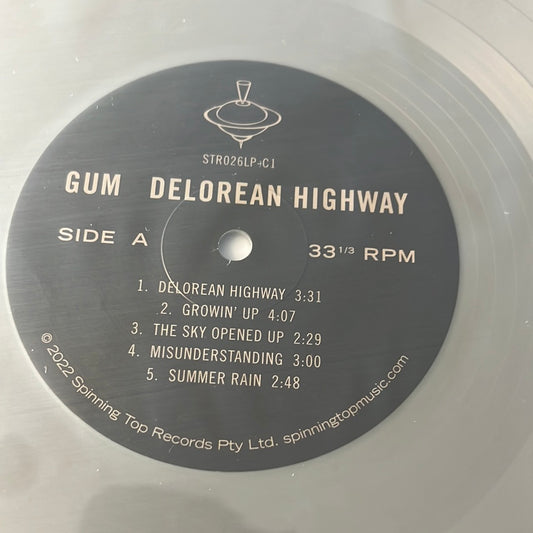 STR026LP-C1
GUM DELOREAN HIGHWAY
SIDE A
33 1/3 RPM
1. DELOREAN HIGHWAY 3:31
2. GROWIN' UP 4:07
3. THE SKY OPENED UP 2:29
4. MISUNDERSTANDING 3:00
5. SUMMER RAIN 2:48
© 2022 Spinning Top Records Pty Ltd. spinningtopmusic.com